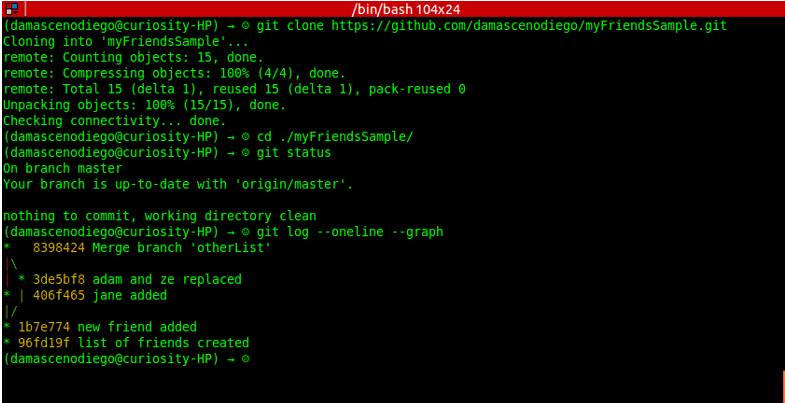 /bin/bash 104x24
(damascenodiego@curiosity-HP) → ☺ git clone https://github.com/damascenodiego/myFriendsSample.git
Cloning into 'myFriendsSample'...
remote: Counting objects: 15, done.
remote: Compressing objects: 100% (4/4), done.
remote: Total 15 (delta 1), reused 15 (delta 1), pack-reused 0
Unpacking objects: 100% (15/15), done.
Checking connectivity... done.
(damascenodiego@curiosity-HP) → ☺ cd ./myFriendsSample/
(damascenodiego@curiosity-HP) → ☺ git status
On branch master
Your branch is up-to-date with 'origin/master'.

nothing to commit, working directory clean
(damascenodiego@curiosity-HP) → ☺ git log --oneline --graph
*   8398424 Merge branch 'otherList'
|\
| * 3de5bf8 adam and ze replaced
* | 406f465 jane added
|/
* 1b7e774 new friend added
* 96fd19f list of friends created
(damascenodiego@curiosity-HP) → ☺